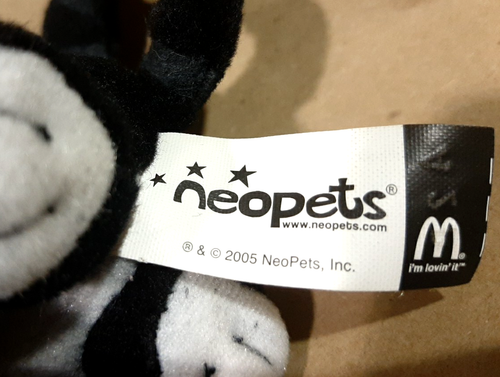 neopets®
www.neopets.com
® & © 2005 NeoPets, Inc.
M®
i'm lovin' it™